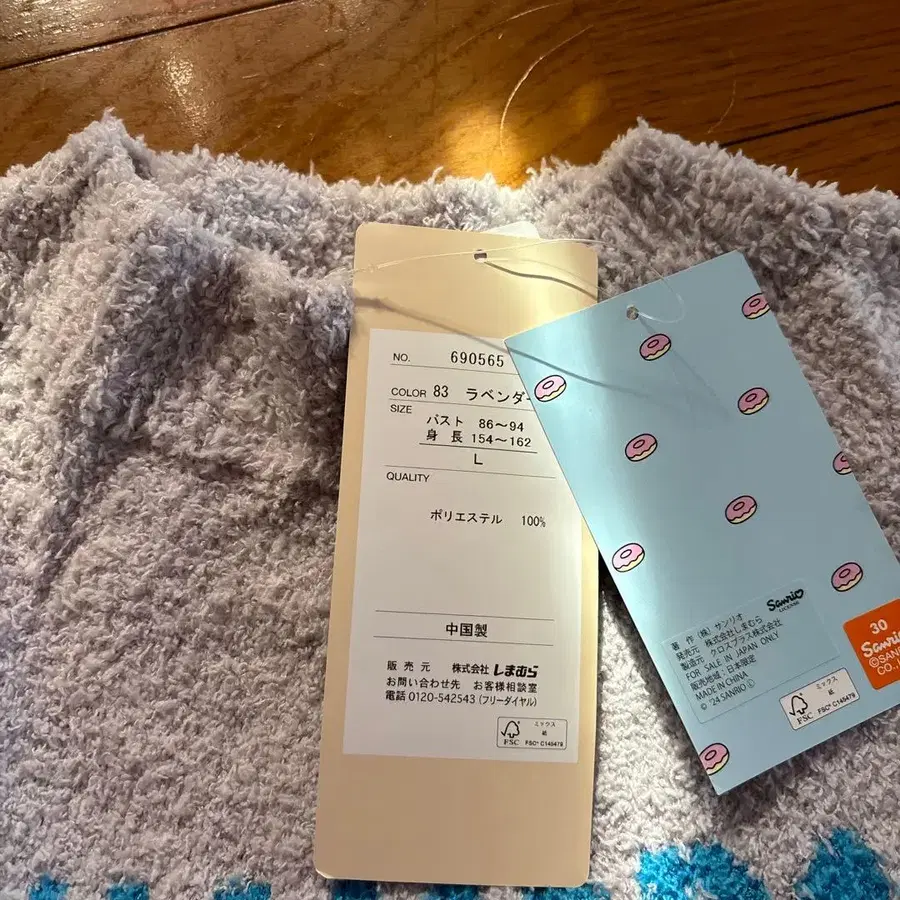 NO. 690565
COLOR 83 ラベンダー
SIZE
バスト 86〜94
身 長 154〜162
L
QUALITY
ポリエステル 100%
中国製
販 売 元 株式会社 しまむら
お問い合わせ先 お客様相談室
電話 0120-542543 (フリーダイヤル)
FSC
ミックス
紙
FSC® C145479
Sanrio
LICENSE
著 作 (株) サンリオ
発売元 株式会社しまむら
製造元 クロスプラス株式会社
FOR SALE IN JAPAN ONLY
販売地域:日本限定
MADE IN CHINA
© '24 SANRIO Ⓛ
FSC
ミックス
紙
FSC® C145479
30
Sanrio
CO.,